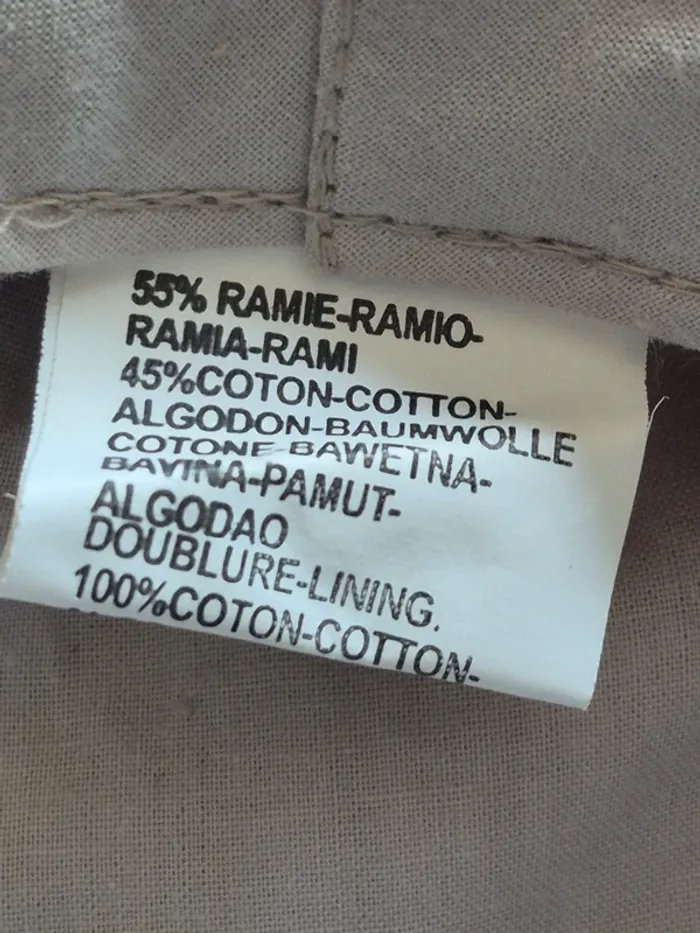 55% RAMIE-RAMIO-
RAMIA-RAMI
45%COTON-COTTON-
ALGODON-BAUMWOLLE
COTONE-BAWETNA-
BAVINA-PAMUT-
ALGODAO
DOUBLURE-LINING.
100%COTON-COTTON-